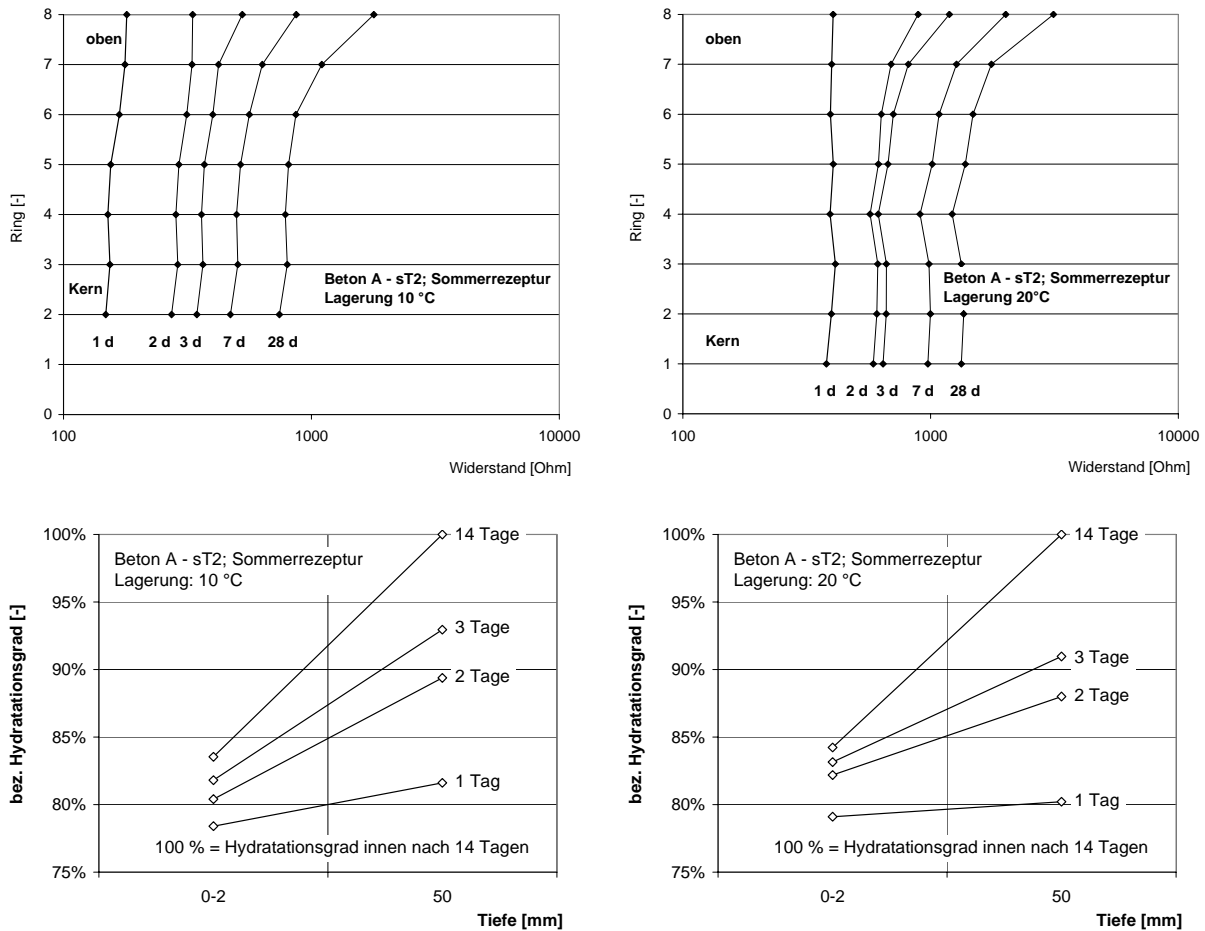 8
7
6
5
4
3
2
1
0
Ring [-]
oben
Kern
1 d 2 d 3 d 7 d 28 d
Beton A - sT2; Sommerrezeptur
Lagerung 10 °C
100 1000 10000
Widerstand [Ohm]
8
7
6
5
4
3
2
1
0
Ring [-]
oben
Kern
1 d 2 d 3 d 7 d 28 d
Beton A - sT2; Sommerrezeptur
Lagerung 20°C
100 1000 10000
Widerstand [Ohm]
100%
95%
90%
85%
80%
75%
bez. Hydratationsgrad [-]
Beton A - sT2; Sommerrezeptur
Lagerung: 10 °C
14 Tage
3 Tage
2 Tage
1 Tag
100 % = Hydratationsgrad innen nach 14 Tagen
0-2 50
Tiefe [mm]
100%
95%
90%
85%
80%
75%
bez. Hydratationsgrad [-]
Beton A - sT2; Sommerrezeptur
Lagerung: 20 °C
14 Tage
3 Tage
2 Tage
1 Tag
100 % = Hydratationsgrad innen nach 14 Tagen
0-2 50
Tiefe [mm]